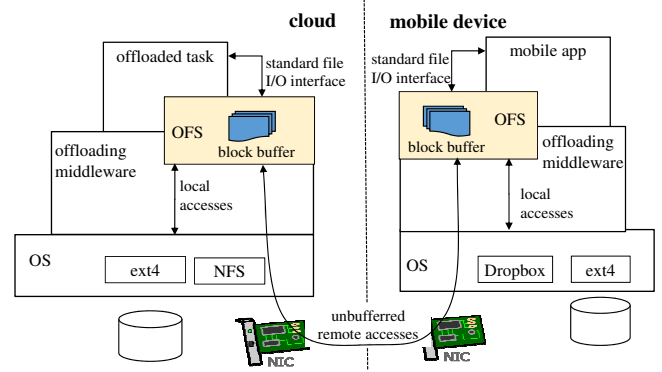 cloud
mobile device
offloaded task
standard file
I/O interface
OFS
block buffer
offloading
middleware
local
accesses
OS
ext4
NFS
NIC
standard file
I/O interface
mobile app
OFS
block buffer
offloading
middleware
local
accesses
OS
Dropbox
ext4
unbuffered
remote accesses
NIC